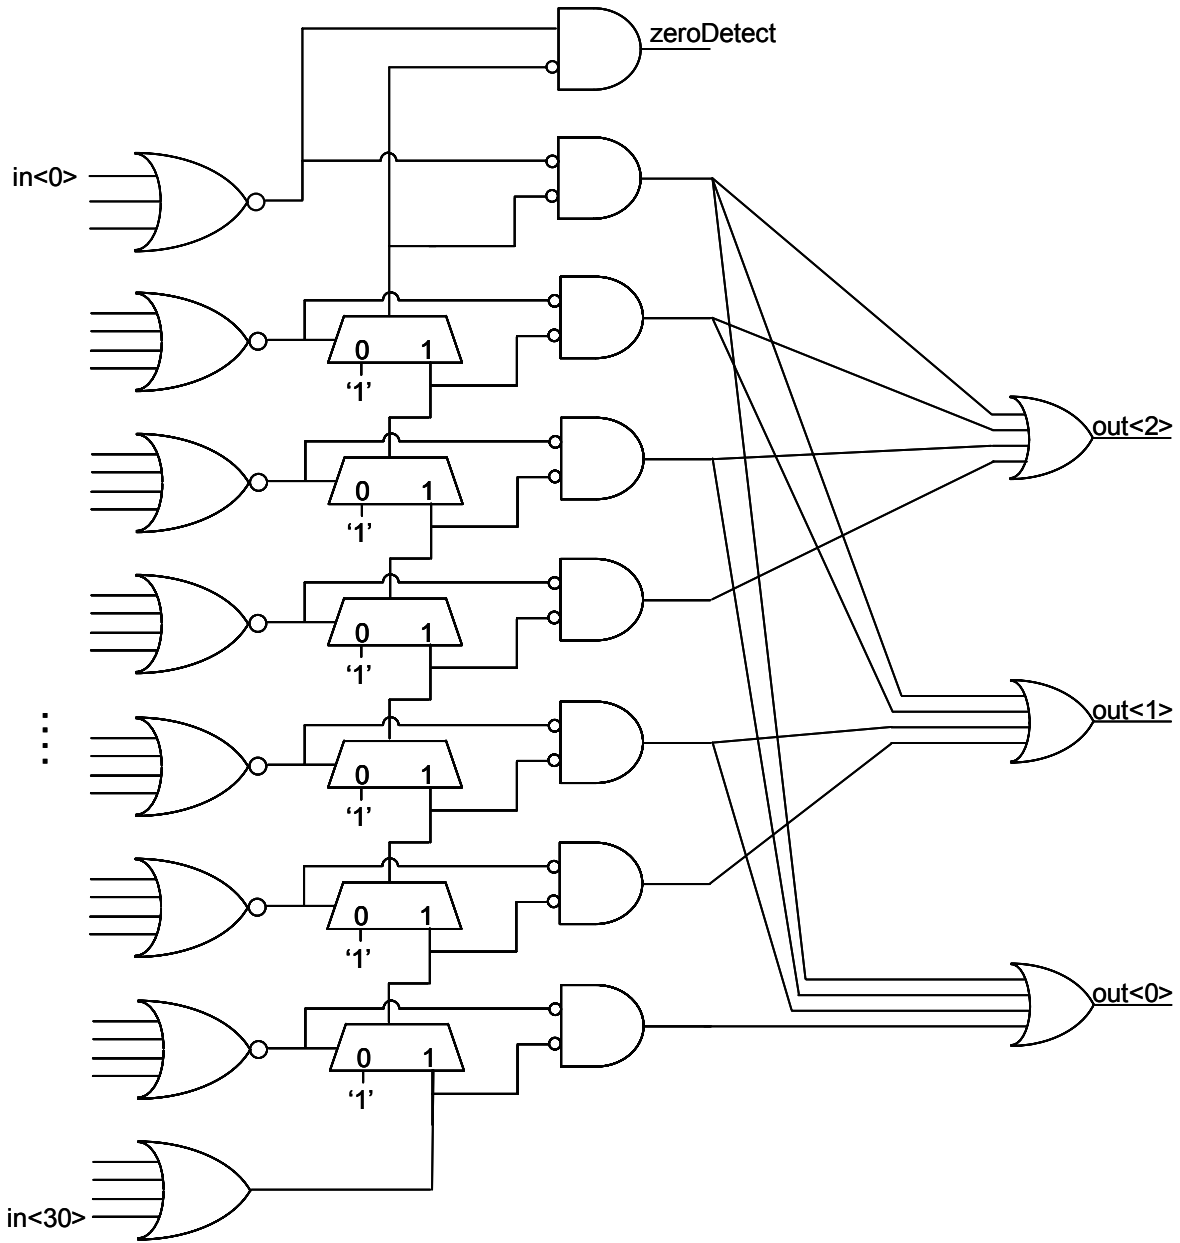 zeroDetect
in<0>
0 1
‘1’
out<2>
0 1
‘1’
0 1
‘1’
out<1>
0 1
‘1’
0 1
‘1’
out<0>
0 1
‘1’
in<30>